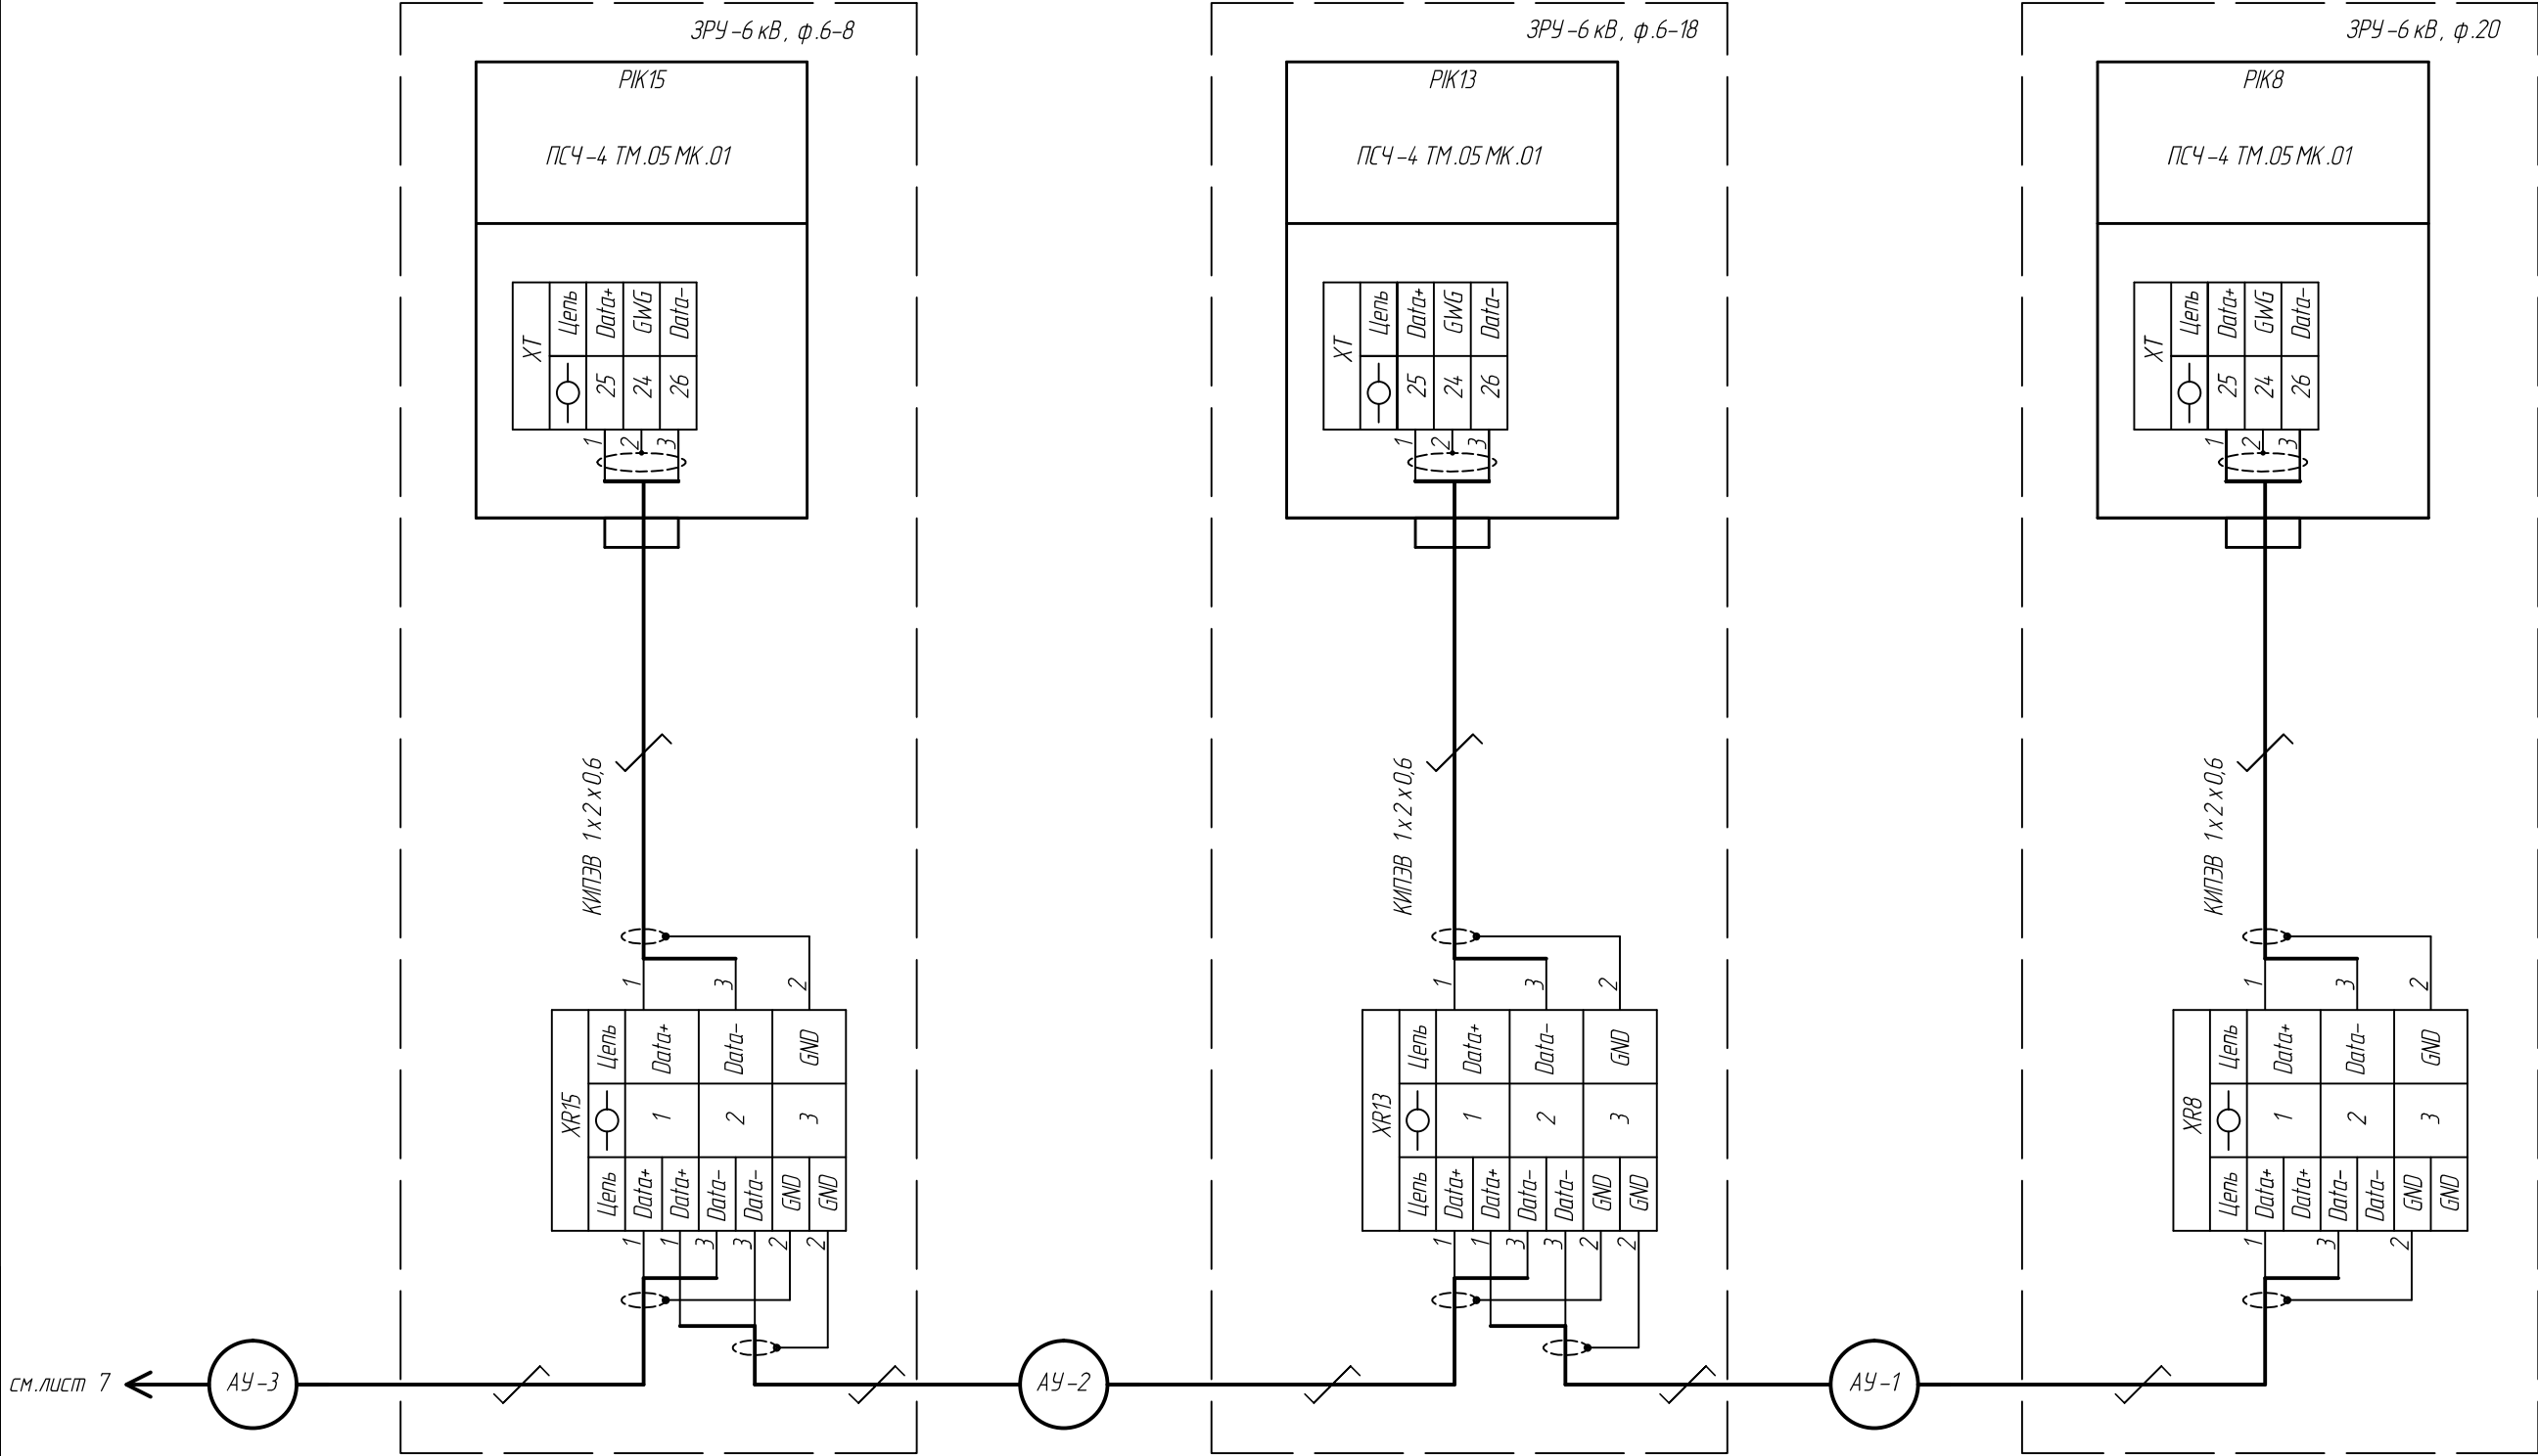 ЗРУ-6 кВ, ф.6-8
PIK15
ПСЧ-4 ТМ.05 МК.01
XT
Цепь
Data+
GWG
Data-
25
24
26
1
2
3
КИПЭВ 1х2х0,6
1
3
2
XR15
Цепь
Data+
Data-
GND
1
2
3
Цепь
Data+
Data+
Data-
Data-
GND
GND
1
1
3
3
2
2
ЗРУ-6 кВ, ф.6-18
PIK13
ПСЧ-4 ТМ.05 МК.01
XT
Цепь
Data+
GWG
Data-
25
24
26
1
2
3
КИПЭВ 1х2х0,6
1
3
2
XR13
Цепь
Data+
Data-
GND
1
2
3
Цепь
Data+
Data+
Data-
Data-
GND
GND
1
1
3
3
2
2
ЗРУ-6 кВ, ф.20
PIK8
ПСЧ-4 ТМ.05 МК.01
XT
Цепь
Data+
GWG
Data-
25
24
26
1
2
3
КИПЭВ 1х2х0,6
1
3
2
XR8
Цепь
Data+
Data-
GND
1
2
3
Цепь
Data+
Data+
Data-
Data-
GND
GND
1
3
2
см.лист 7
АУ-3
АУ-2
АУ-1